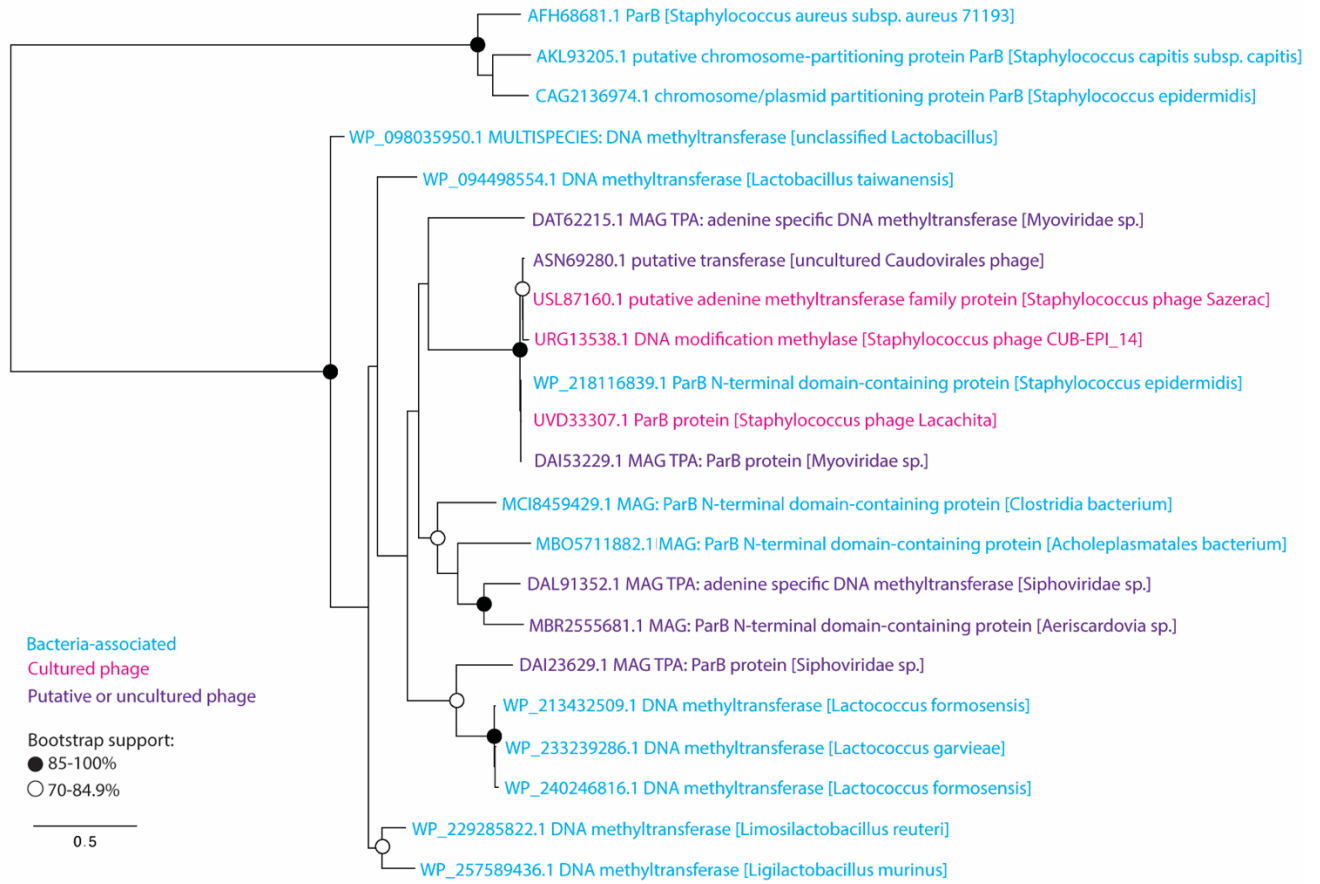 AFH68681.1 ParB [Staphylococcus aureus subsp. aureus 71193]
AKL93205.1 putative chromosome-partitioning protein ParB [Staphylococcus capitis subsp. capitis]
CAG2136974.1 chromosome/plasmid partitioning protein ParB [Staphylococcus epidermidis]
WP_098035950.1 MULTISPECIES: DNA methyltransferase [unclassified Lactobacillus]
WP_094498554.1 DNA methyltransferase [Lactobacillus taiwanensis]
DAT62215.1 MAG TPA: adenine specific DNA methyltransferase [Myoviridae sp.]
ASN69280.1 putative transferase [uncultured Caudovirales phage]
USL87160.1 putative adenine methyltransferase family protein [Staphylococcus phage Sazerac]
URG13538.1 DNA modification methylase [Staphylococcus phage CUB-EPI_14]
WP_218116839.1 ParB N-terminal domain-containing protein [Staphylococcus epidermidis]
UVD33307.1 ParB protein [Staphylococcus phage Lacachita]
DAI53229.1 MAG TPA: ParB protein [Myoviridae sp.]
MCI8459429.1 MAG: ParB N-terminal domain-containing protein [Clostridia bacterium]
MBO5711882.1 MAG: ParB N-terminal domain-containing protein [Acholeplasmatales bacterium]
DAL91352.1 MAG TPA: adenine specific DNA methyltransferase [Siphoviridae sp.]
MBR2555681.1 MAG: ParB N-terminal domain-containing protein [Aeriscardovia sp.]
DAI23629.1 MAG TPA: ParB protein [Siphoviridae sp.]
WP_213432509.1 DNA methyltransferase [Lactococcus formosensis]
WP_233239286.1 DNA methyltransferase [Lactococcus garvieae]
WP_240246816.1 DNA methyltransferase [Lactococcus formosensis]
WP_229285822.1 DNA methyltransferase [Limosilactobacillus reuteri]
WP_257589436.1 DNA methyltransferase [Ligilactobacillus murinus]
Bacteria-associated
Cultured phage
Putative or uncultured phage
Bootstrap support:
85-100%
70-84.9%
0.5